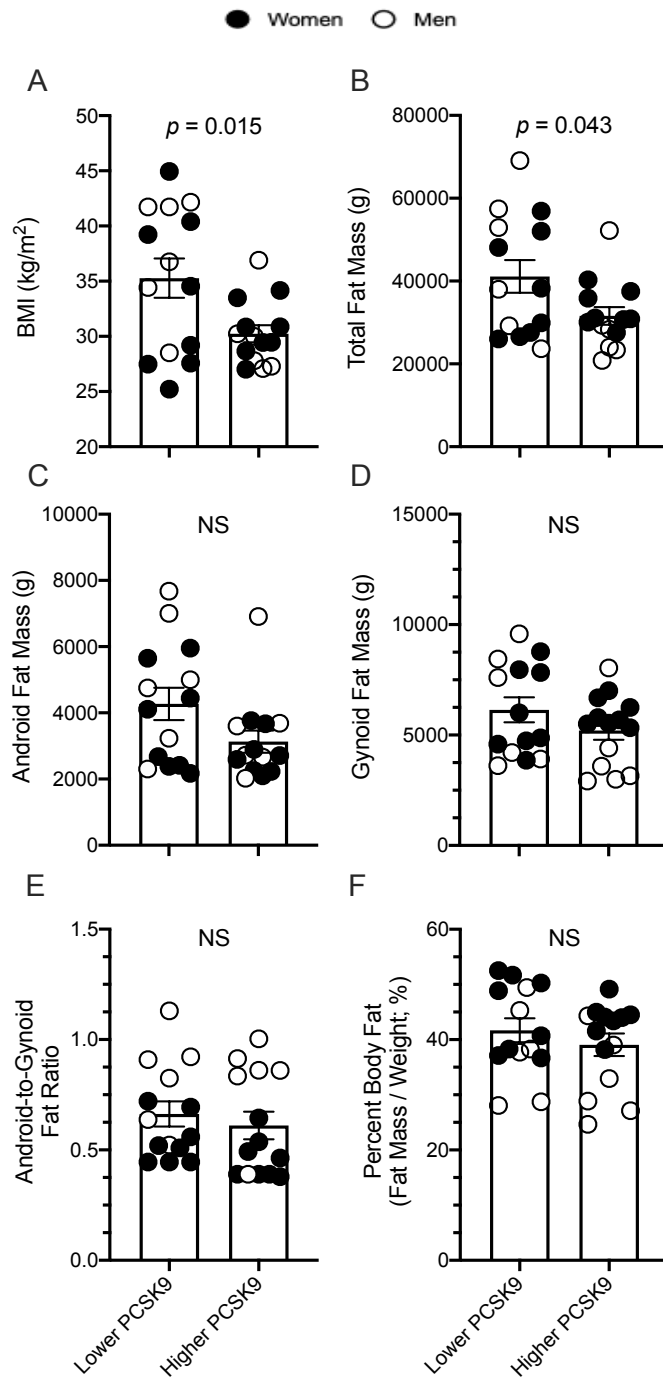 Women Men
A
p = 0.015
BMI (kg/m²)
50
45
40
35
30
25
20
B
p = 0.043
Total Fat Mass (g)
80000
60000
40000
20000
0
C
NS
Android Fat Mass (g)
10000
8000
6000
4000
2000
0
D
NS
Gynoid Fat Mass (g)
15000
10000
5000
0
E
NS
Android-to-Gynoid
Fat Ratio
1.5
1.0
0.5
0.0
Lower PCSK9
Higher PCSK9
F
NS
Percent Body Fat
(Fat Mass / Weight; %)
60
40
20
0
Lower PCSK9
Higher PCSK9